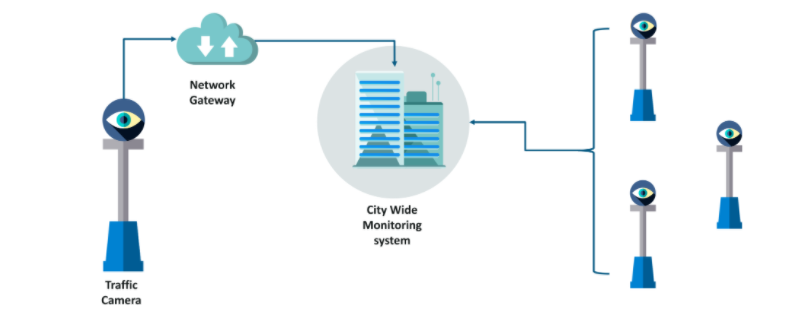 Network
Gateway
City Wide
Monitoring
system
Traffic
Camera